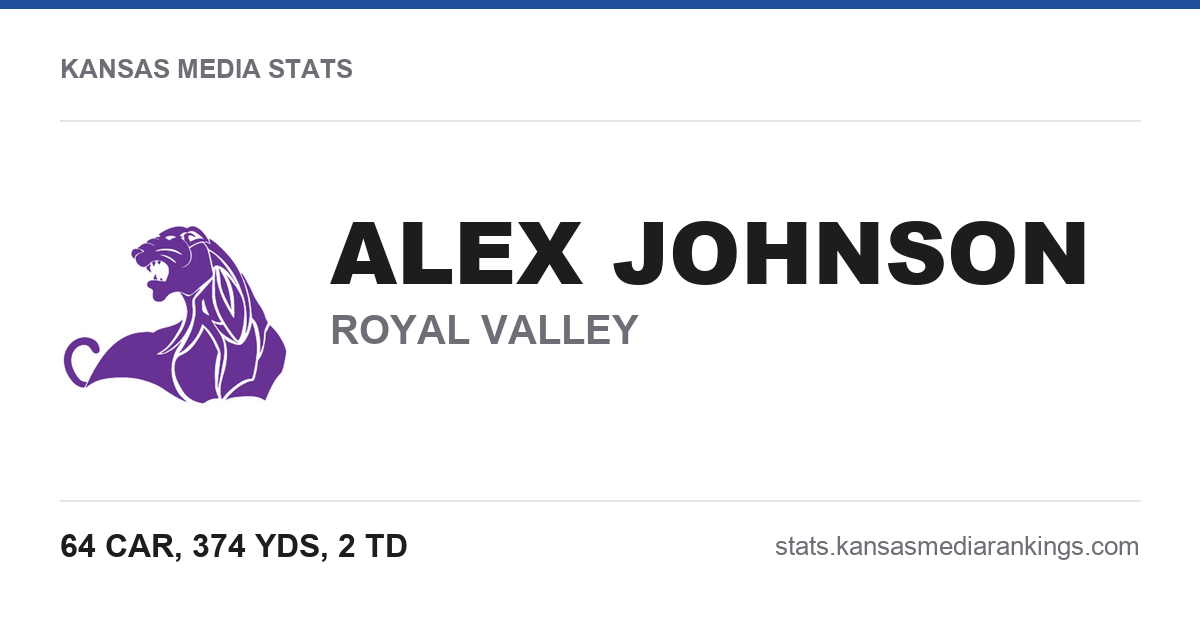 KANSAS MEDIA STATS
ALEX JOHNSON
ROYAL VALLEY
64 CAR, 374 YDS, 2 TD
stats.kansasmediarankings.com